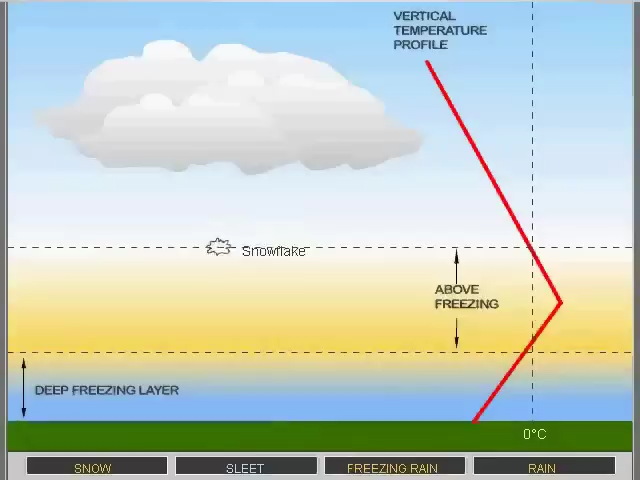 VERTICAL
TEMPERATURE
PROFILE
Snowflake
ABOVE
FREEZING
DEEP FREEZING LAYER
0°C
SNOW
SLEET
FREEZING RAIN
RAIN